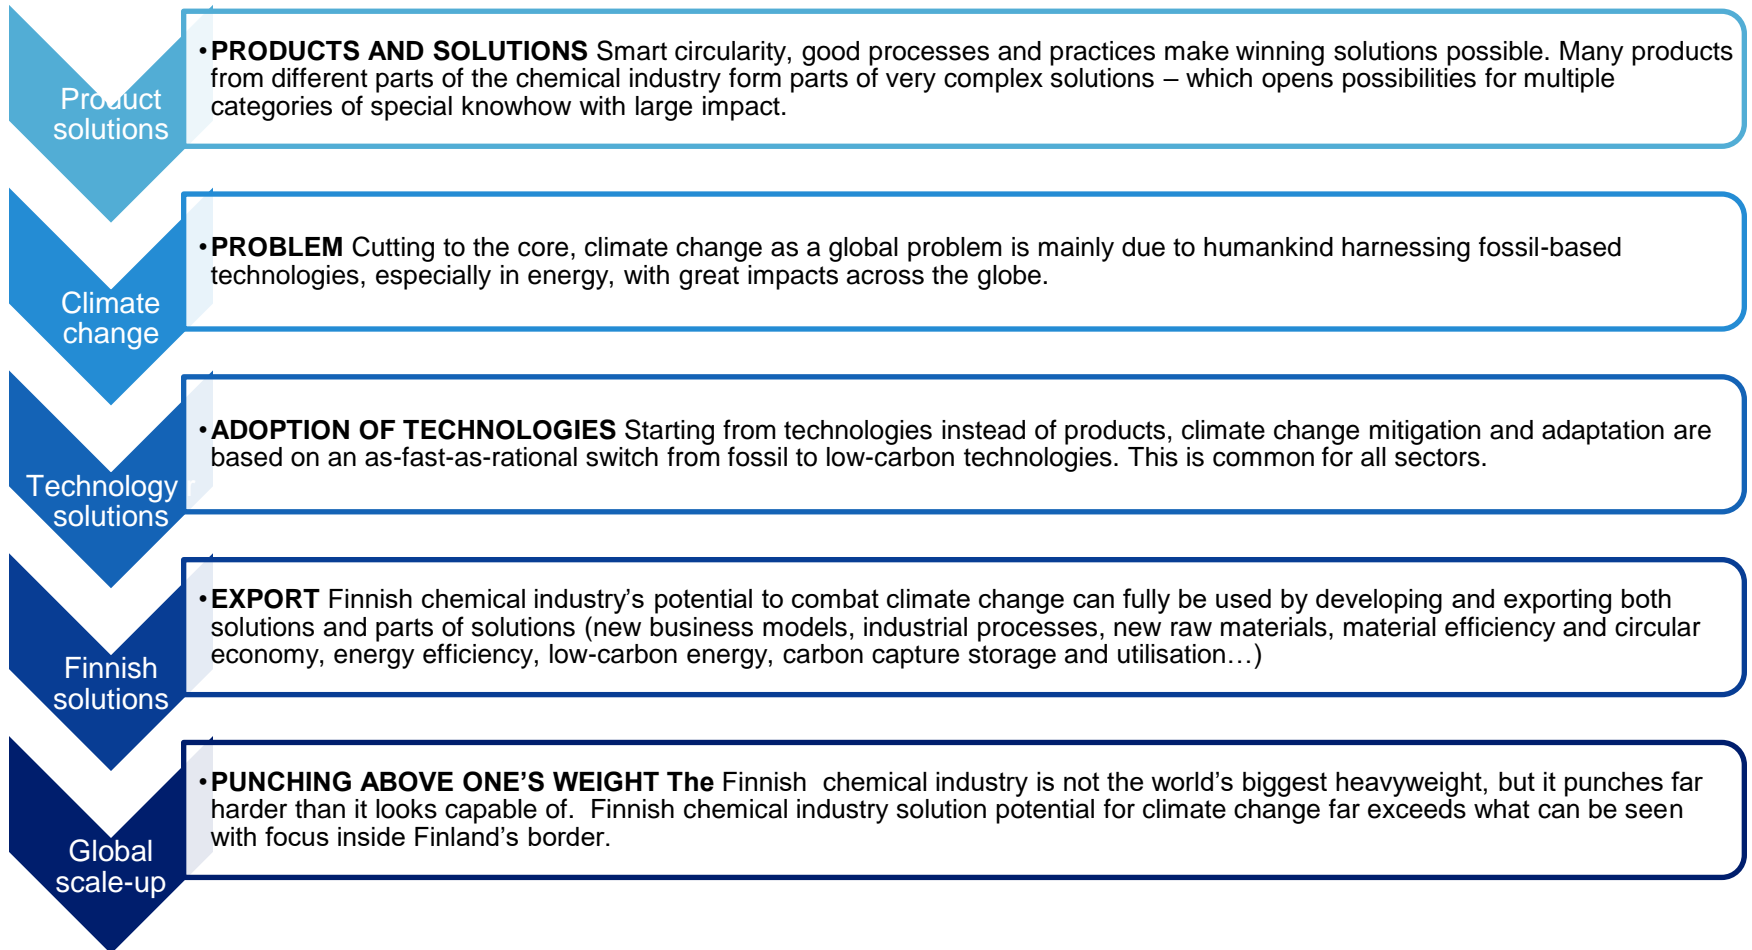 Product
solutions
•PRODUCTS AND SOLUTIONS Smart circularity, good processes and practices make winning solutions possible. Many products
from different parts of the chemical industry form parts of very complex solutions – which opens possibilities for multiple
categories of special knowhow with large impact.
Climate
change
•PROBLEM Cutting to the core, climate change as a global problem is mainly due to humankind harnessing fossil-based
technologies, especially in energy, with great impacts across the globe.
Technology r
solutions
•ADOPTION OF TECHNOLOGIES Starting from technologies instead of products, climate change mitigation and adaptation are
based on an as-fast-as-rational switch from fossil to low-carbon technologies. This is common for all sectors.
Finnish
solutions
•EXPORT Finnish chemical industry’s potential to combat climate change can fully be used by developing and exporting both
solutions and parts of solutions (new business models, industrial processes, new raw materials, material efficiency and circular
economy, energy efficiency, low-carbon energy, carbon capture storage and utilisation…)
Global
scale-up
•PUNCHING ABOVE ONE’S WEIGHT The Finnish  chemical industry is not the world’s biggest heavyweight, but it punches far
harder than it looks capable of.  Finnish chemical industry solution potential for climate change far exceeds what can be seen
with focus inside Finland’s border.